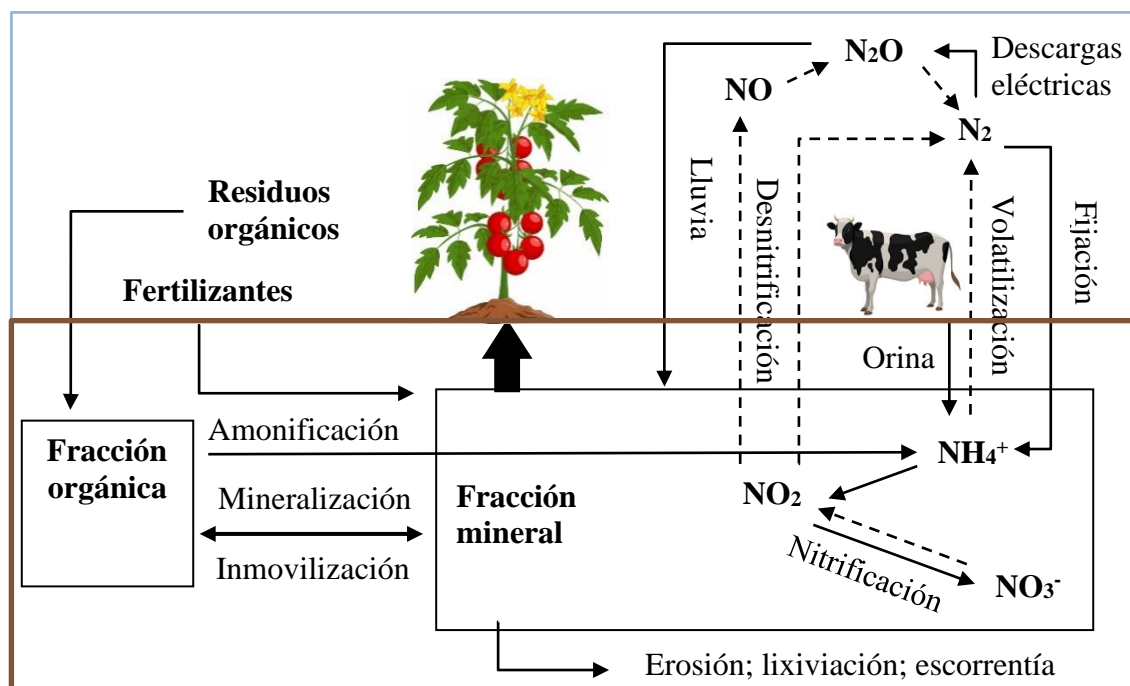 N₂O
Descargas
eléctricas
NO
N₂
Lluvia
Desnitrificación
Volatilización
Fijación
Residuos
orgánicos
Fertilizantes
Orina
Amonificación
Fracción
orgánica
NH₄⁺
Mineralización
NO₂
Fracción
mineral
Inmovilización
Nitrificación
NO₃⁻
Erosión; lixiviación; escorrentía